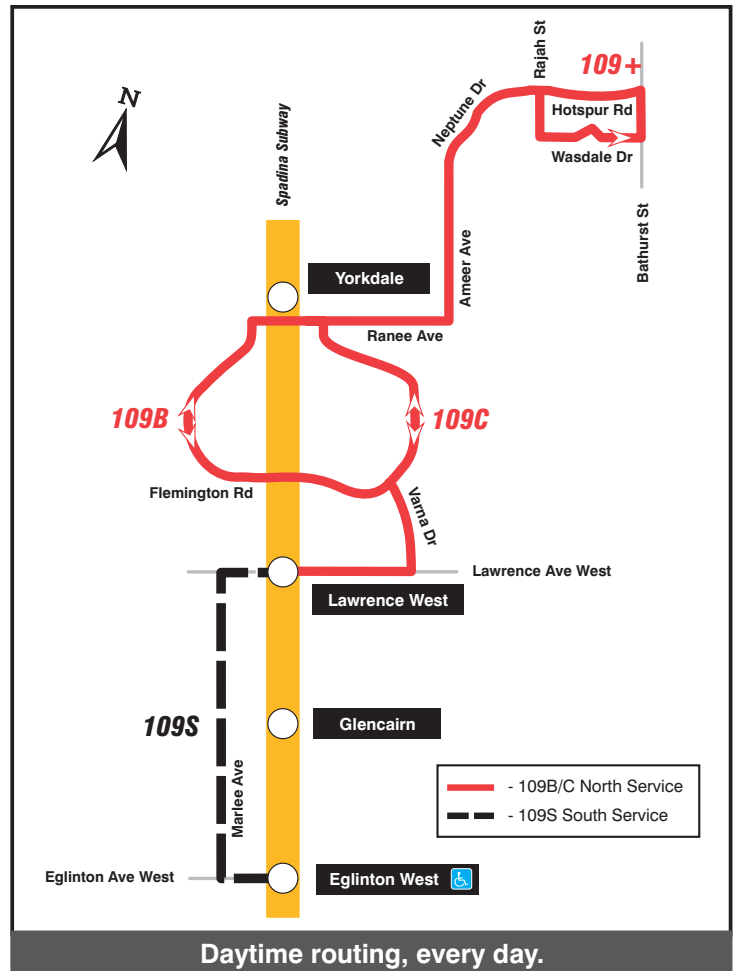 Rajah St
109+
N
Neptune Dr
Hotspur Rd
Spadina Subway
Wasdale Dr
Bathurst St
Ameer Ave
Yorkdale
Ranee Ave
109B
109C
Flemington Rd
Varna Dr
Lawrence Ave West
Lawrence West
109S
Glencairn
Marlee Ave
- 109B/C North Service
- 109S South Service
Eglinton Ave West
Eglinton West
Daytime routing, every day.